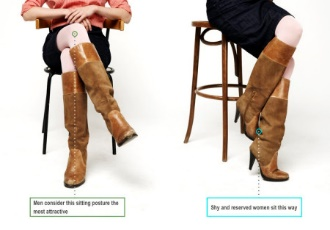 Men consider this sitting posture the
most attractive
Shy and reserved women sit this way